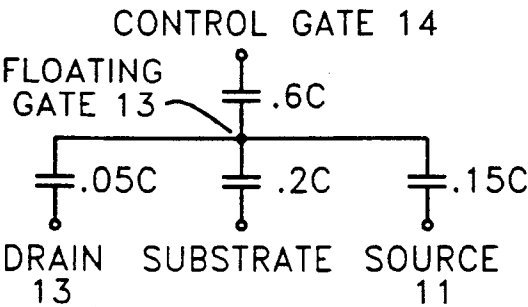 CONTROL GATE 14
FLOATING
GATE 13
.6C
.05C
.2C
.15C
DRAIN SUBSTRATE SOURCE
13 11